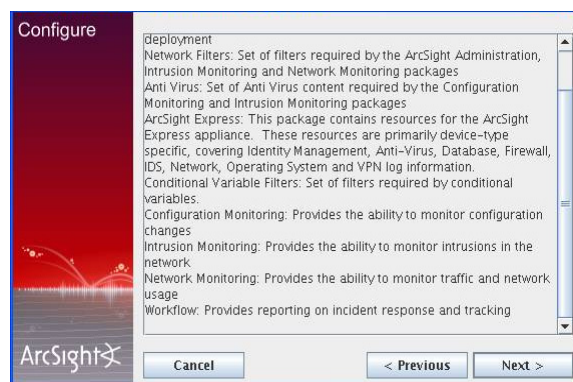 Configure
deployment
Network Filters: Set of filters required by the ArcSight Administration,
Intrusion Monitoring and Network Monitoring packages
Anti Virus: Set of Anti Virus content required by the Configuration
Monitoring and Intrusion Monitoring packages
ArcSight Express: This package contains resources for the ArcSight
Express appliance.  These resources are primarily device-type
specific, covering Identity Management, Anti-Virus, Database, Firewall,
IDS, Network, Operating System and VPN log information.
Conditional Variable Filters: Set of filters required by conditional
variables.
Configuration Monitoring: Provides the ability to monitor configuration
changes
Intrusion Monitoring: Provides the ability to monitor intrusions in the
network
Network Monitoring: Provides the ability to monitor traffic and network
usage
Workflow: Provides reporting on incident response and tracking
ArcSight
Cancel
< Previous
Next >